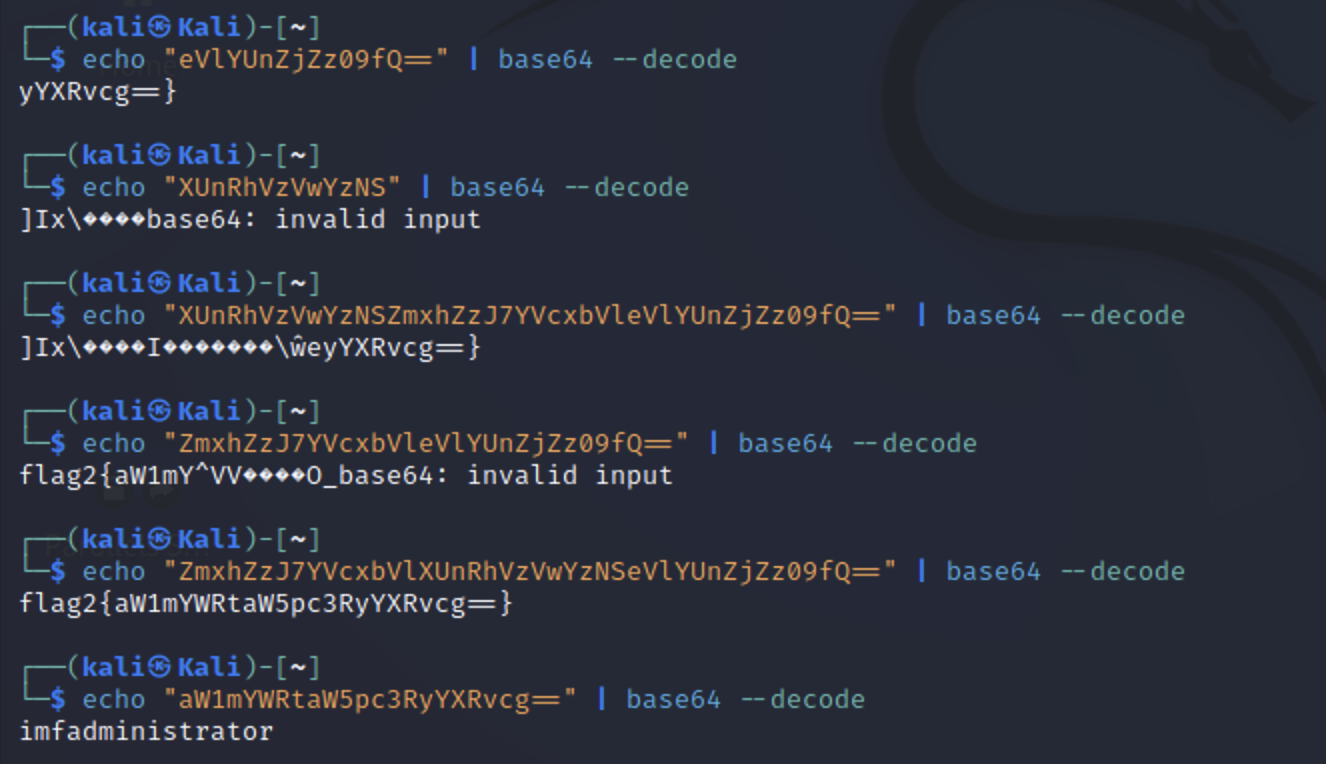 ┌──(kali㉿Kali)-[~]
└─$ echo "eVlYUnZjZz09fQ==" | base64 --decode
yYXRvcg==}
┌──(kali㉿Kali)-[~]
└─$ echo "XUnRhVzVwYzNS" | base64 --decode
]Ix\����base64: invalid input
┌──(kali㉿Kali)-[~]
└─$ echo "XUnRhVzVwYzNSZmxhZzJ7YVcxbVleVlYUnZjZz09fQ==" | base64 --decode
]Ix\����I�������\ŵeyYXRvcg==}
┌──(kali㉿Kali)-[~]
└─$ echo "ZmxhZzJ7YVcxbVleVlYUnZjZz09fQ==" | base64 --decode
flag2{aW1mY^VV����O_base64: invalid input
┌──(kali㉿Kali)-[~]
└─$ echo "ZmxhZzJ7YVcxbVlXUnRhVzVwYzNSeVlYUnZjZz09fQ==" | base64 --decode
flag2{aW1mYWRtaW5pc3RyYXRvcg==}
┌──(kali㉿Kali)-[~]
└─$ echo "aW1mYWRtaW5pc3RyYXRvcg==" | base64 --decode
imfadministrator